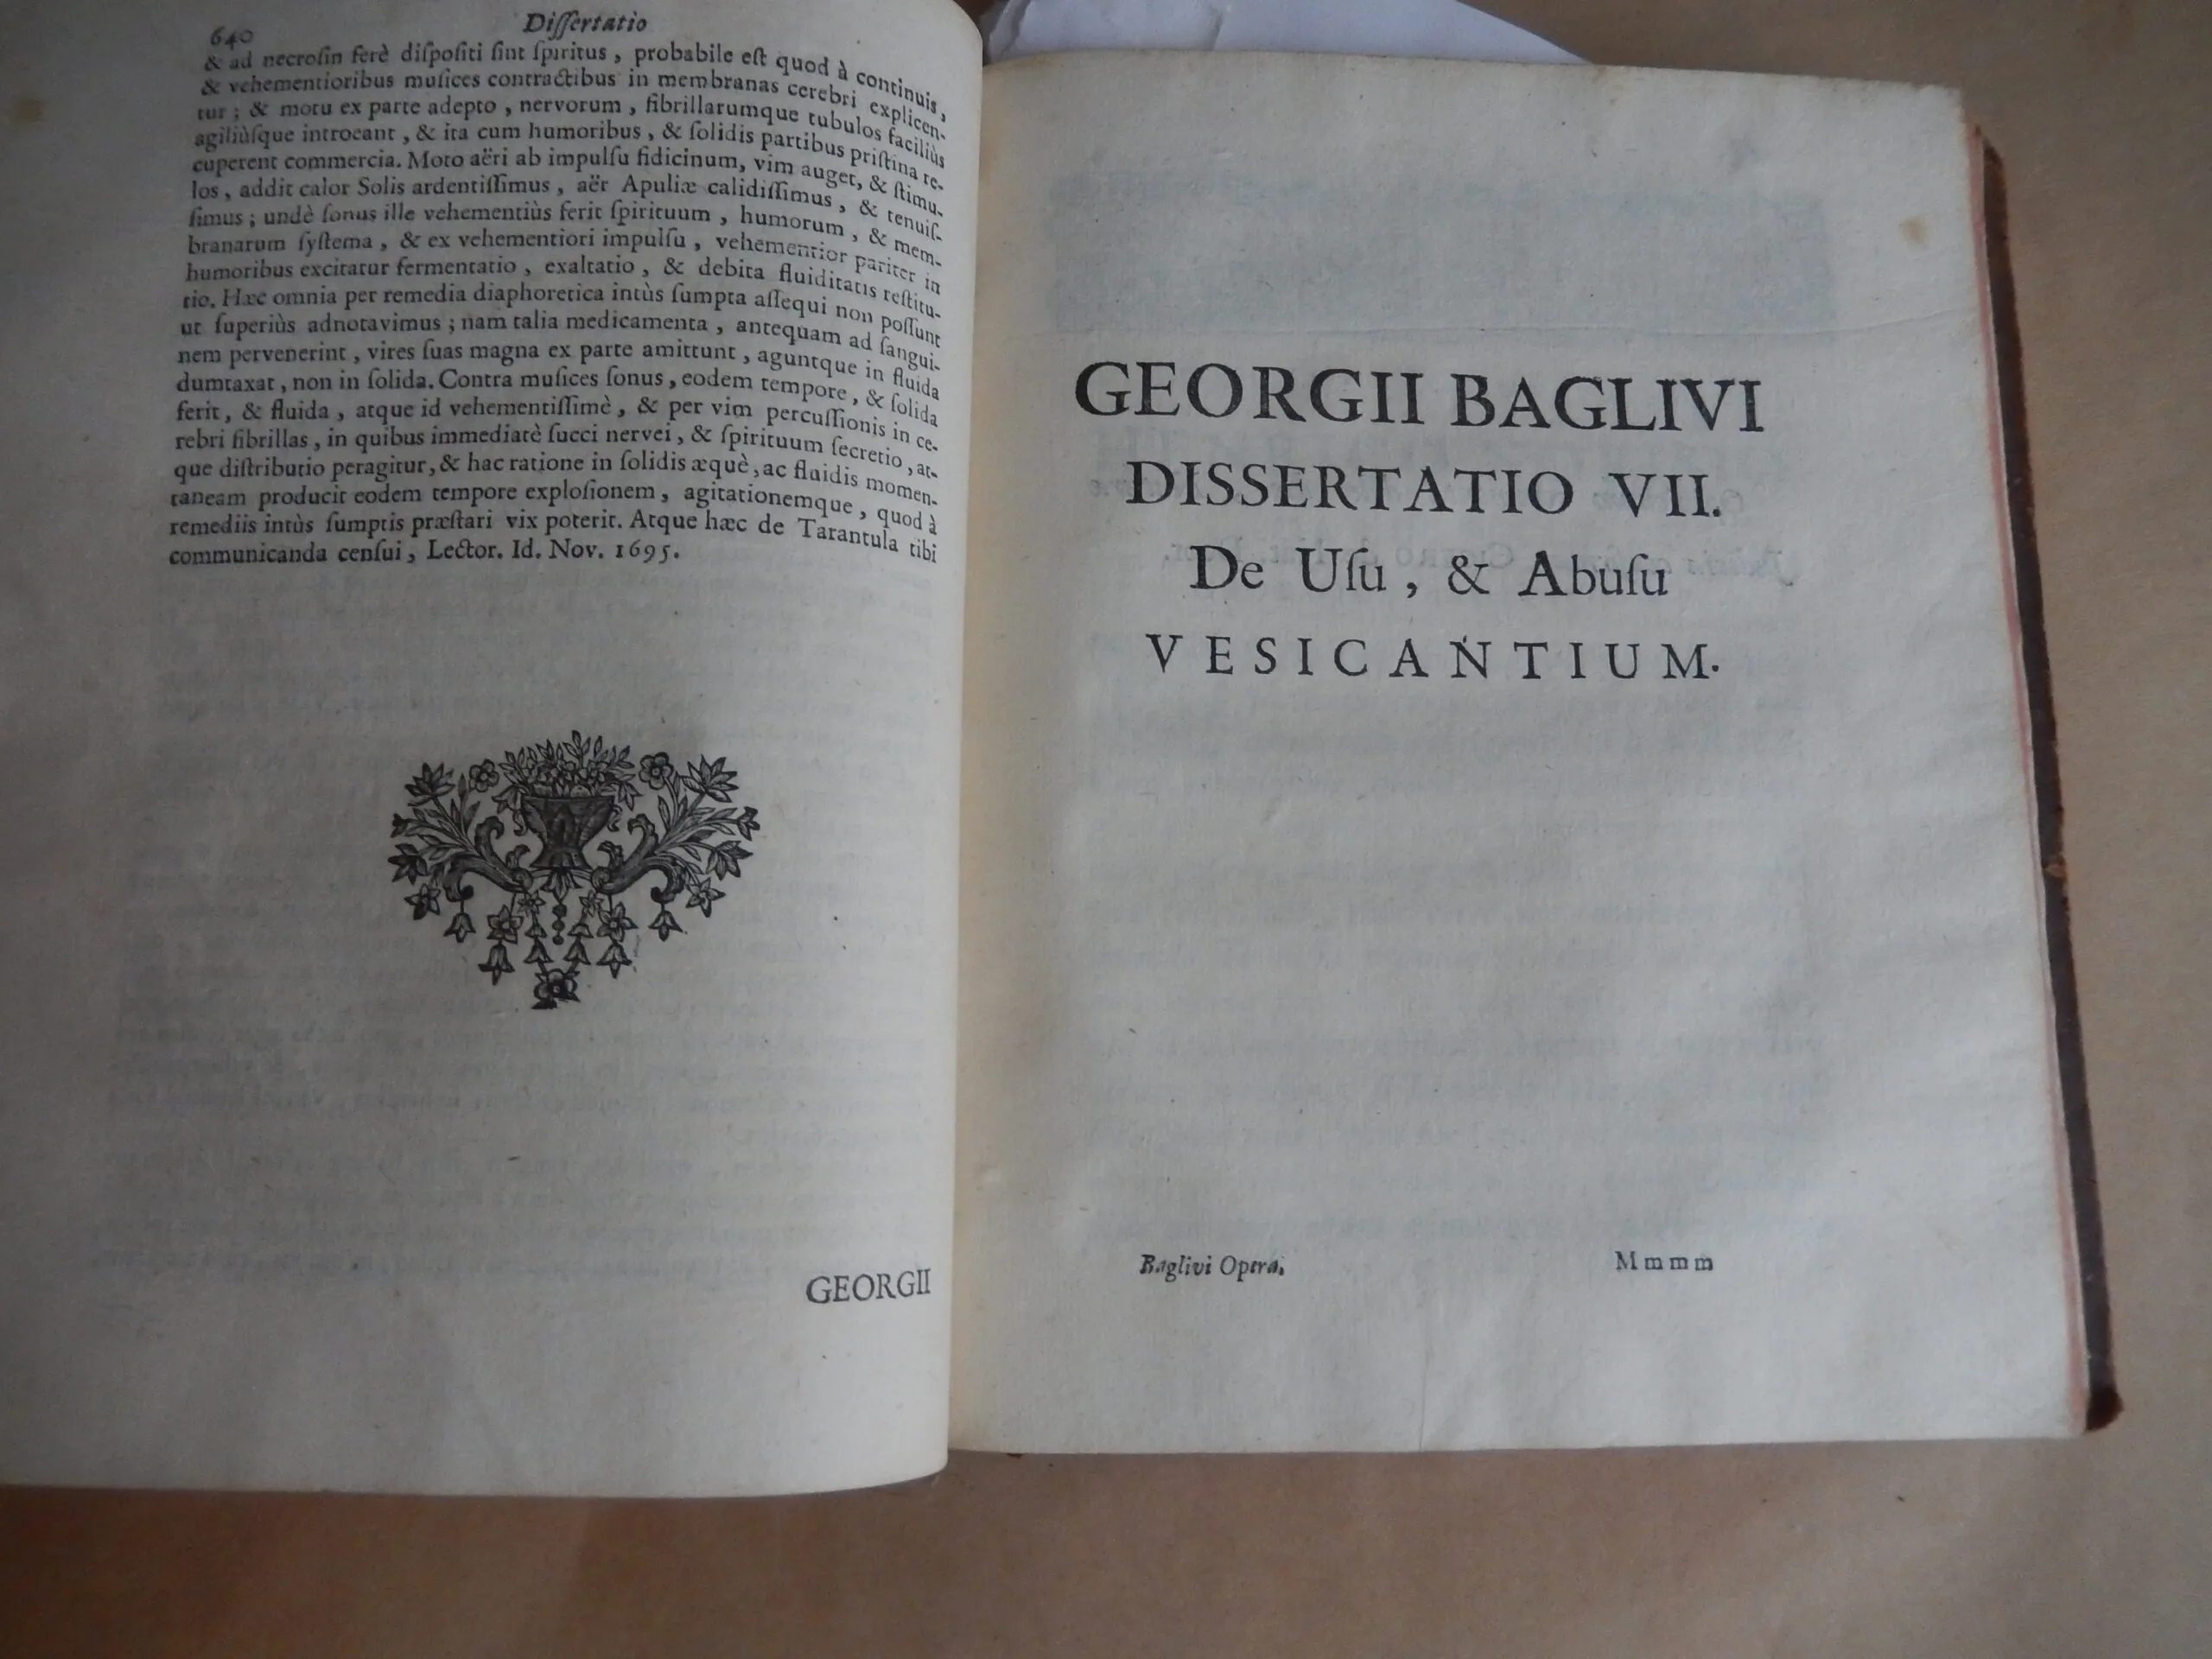 640
Diſſertatio
& ad necroſin ferè diſpoſiti ſint ſpiritus, probabile eſt quod à continuis,
& vehementioribus muſices contractibus in membranas cerebri explicen-
tur; & motu ex parte adepto, nervorum, fibrillarumque tubulos faciliùs
agiliùſque introeant, & ita cum humoribus, & ſolidis partibus priſtina re-
cuperent commercia. Moto aëri ab impulſu fidicinum, vim auget, & ſtimu-
los, addit calor Solis ardentiſſimus, aër Apuliæ calidiſſimus, & tenuiſ-
ſimus; undè ſonus ille vehementiùs ferit ſpirituum, humorum, & mem-
branarum ſyſtema, & ex vehementiori impulſu, vehementior pariter in
humoribus excitatur fermentatio, exaltatio, & debita fluiditatis reſtitu-
tio. Hæc omnia per remedia diaphoretica intùs ſumpta aſſequi non poſſunt
ut ſuperiùs adnotavimus; nam talia medicamenta, antequam ad ſangui-
nem pervenerint, vires ſuas magna ex parte amittunt, aguntque in fluida
dumtaxat, non in ſolida. Contra muſices ſonus, eodem tempore, & ſolida
ferit, & fluida, atque id vehementiſſimè, & per vim percuſſionis in ce-
rebri fibrillas, in quibus immediatè ſucci nervei, & ſpirituum ſecretio, at-
que diſtributio peragitur, & hac ratione in ſolidis æquè, ac fluidis momen-
taneam producit eodem tempore exploſionem, agitationemque, quod à
remediis intùs ſumptis præſtari vix poterit. Atque hæc de Tarantula tibi
communicanda cenſui, Lector. Id. Nov. 1695.
GEORGII
GEORGII BAGLIVI
DISSERTATIO VII.
De Uſu, & Abuſu
VESICANTIUM.
Baglivi Opera. Mmmm